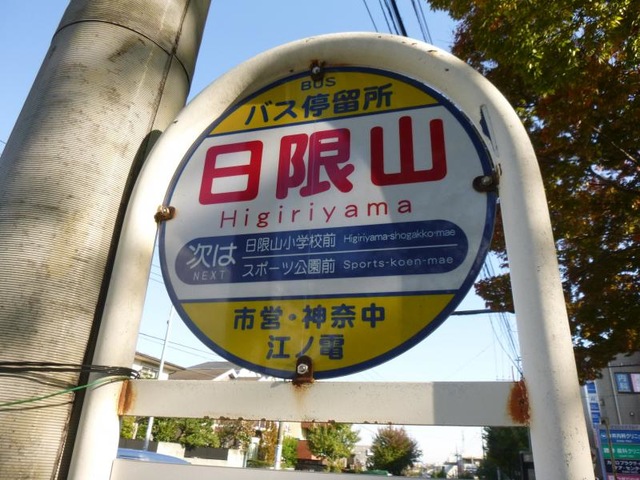 BUS
バス停留所
日限山
Higiriyama
次は
NEXT
日限山小学校前 Higiriyama-shogakko-mae
スポーツ公園前 Sports-koen-mae
市営・神奈中
江ノ電